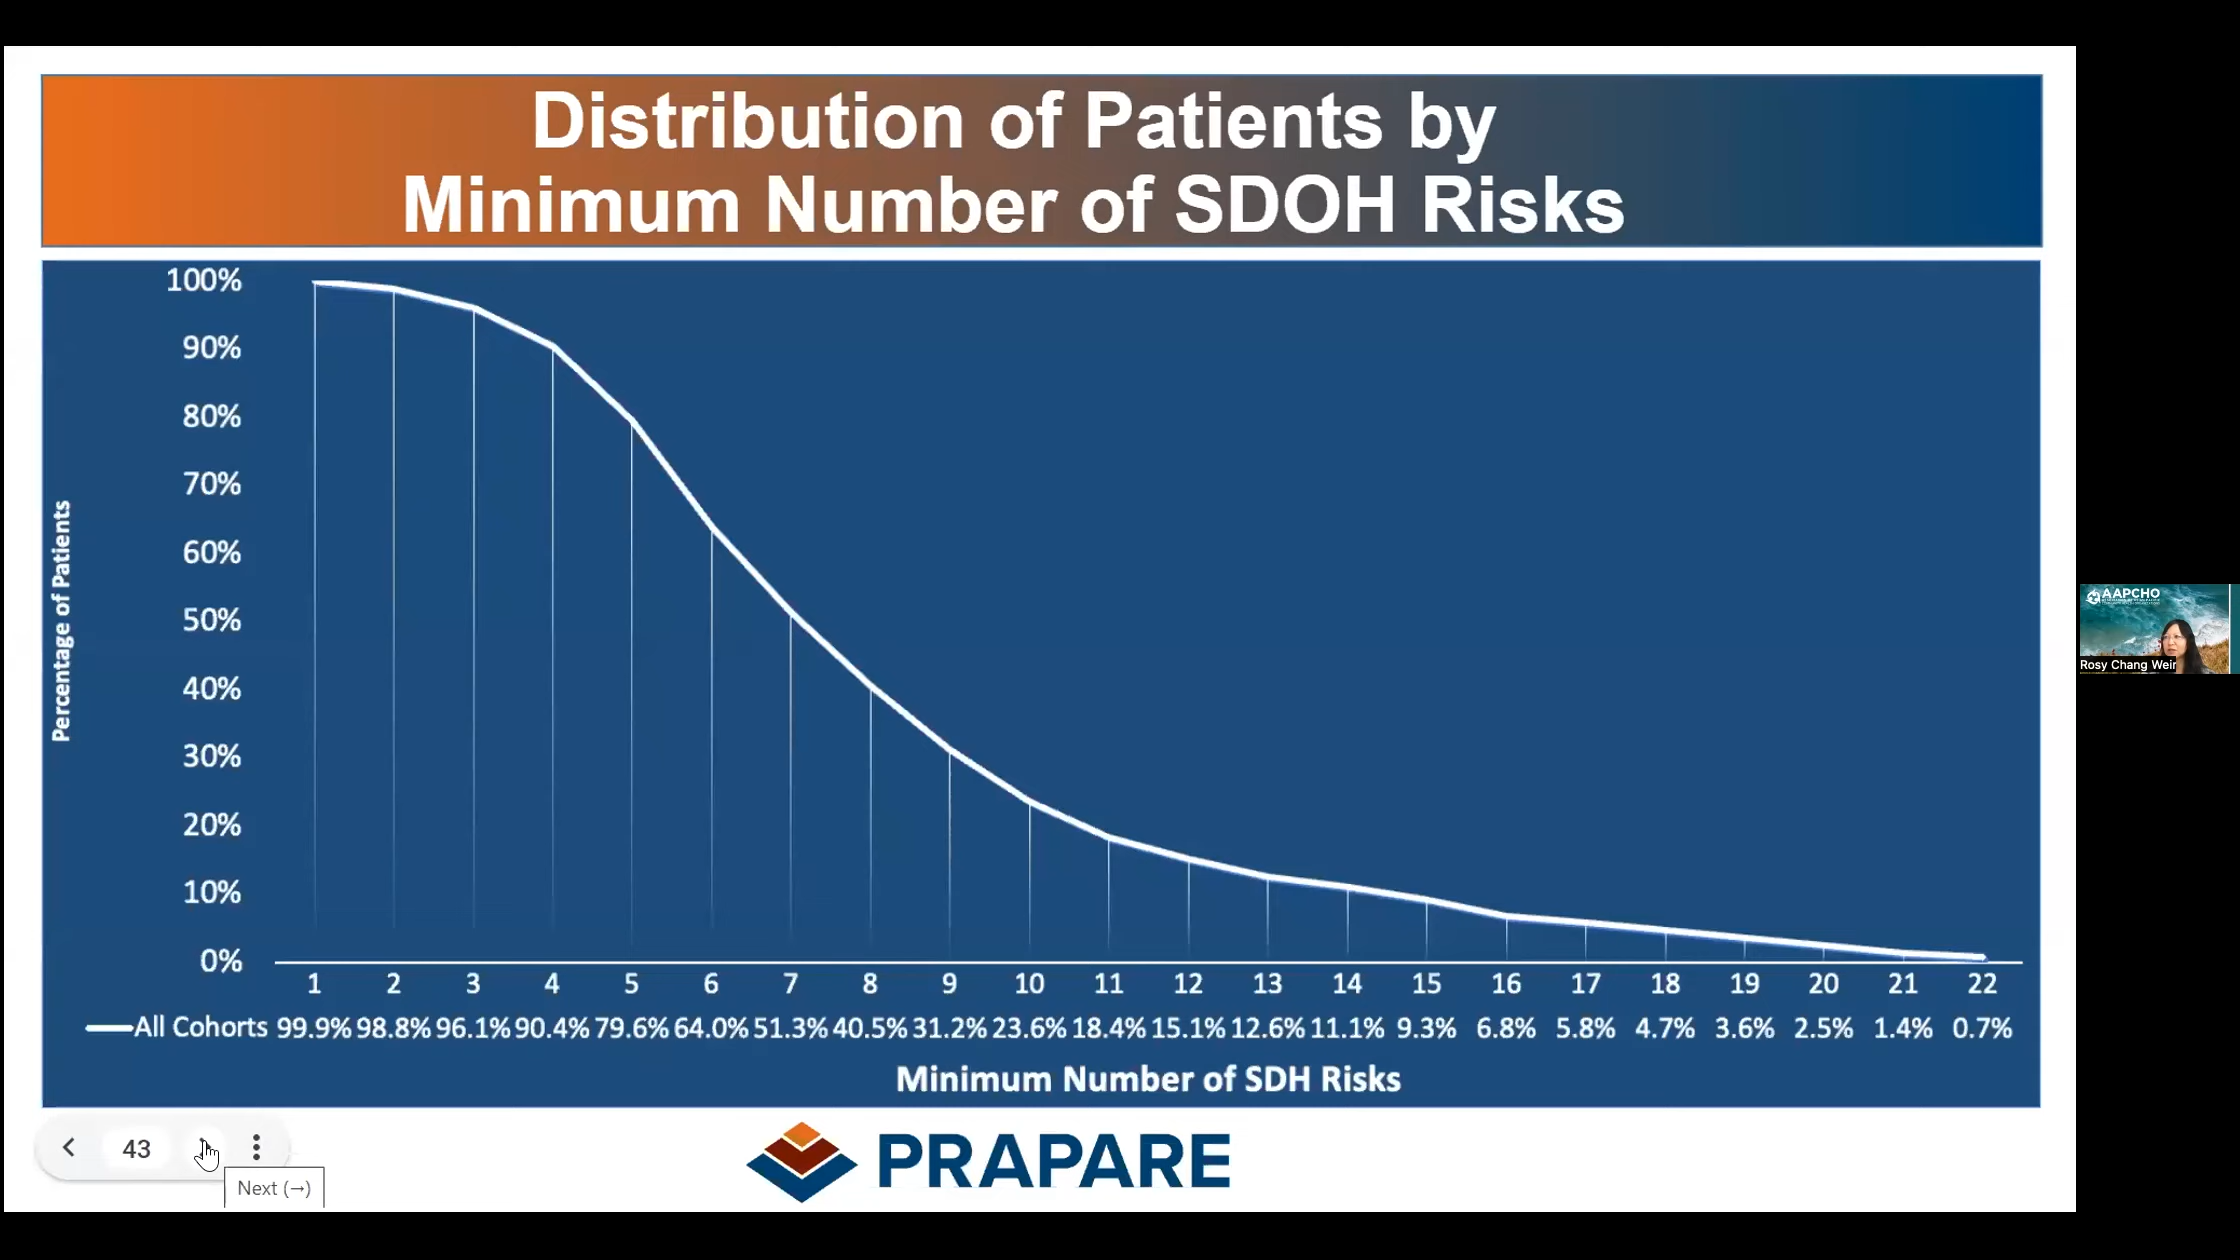 Distribution of Patients by
Minimum Number of SDOH Risks
Percentage of Patients
100%
90%
80%
70%
60%
50%
40%
30%
20%
10%
0%
1 2 3 4 5 6 7 8 9 10 11 12 13 14 15 16 17 18 19 20 21 22
All Cohorts 99.9% 98.8% 96.1% 90.4% 79.6% 64.0% 51.3% 40.5% 31.2% 23.6% 18.4% 15.1% 12.6% 11.1% 9.3% 6.8% 5.8% 4.7% 3.6% 2.5% 1.4% 0.7%
Minimum Number of SDH Risks
43
Next (→)
PRAPARE
AAPCHO
Rosy Chang Weir